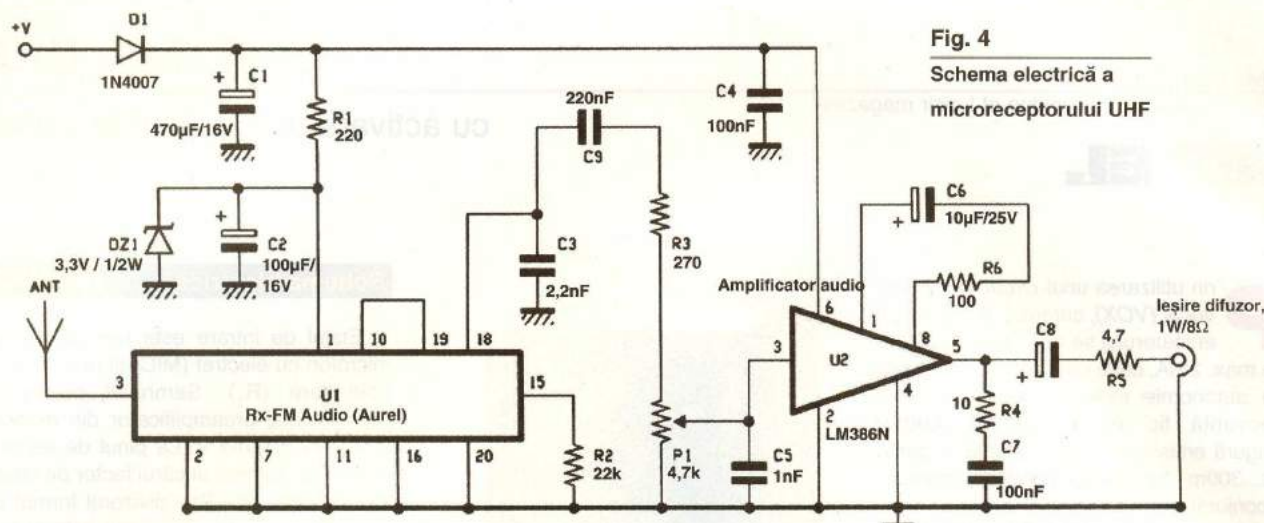 +V
D1
1N4007
+ C1
470µF/16V
R1
220
220nF
C9
C4
100nF
Fig. 4
Schema electrică a
microreceptorului UHF
cu activa
DZ1
3,3V / 1/2W
+
C2
100µF/
16V
C3
2,2nF
R3
270
C6
+ 10µF/25V
R6
100
ANT
Amplificator audio
Ieșire difuzor,
1W/8Ω
1 10 19 18
3
15
U1
Rx-FM Audio (Aurel)
2 7 11 16 20
R2
22k
P1
4,7k
C5
1nF
6
1
8
3
U2
5
4
2
LM386N
C8
+
4,7
R5
10
R4
C7
100nF